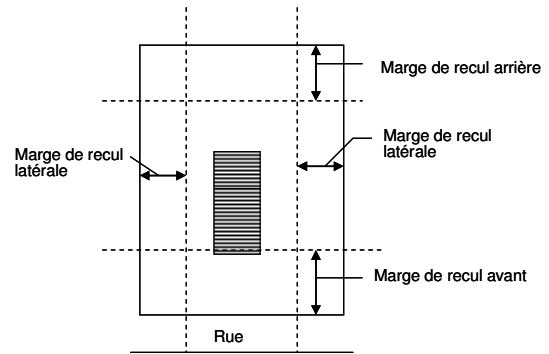 Marge de recul arrière
Marge de recul
latérale
Marge de recul
latérale
Marge de recul avant
Rue